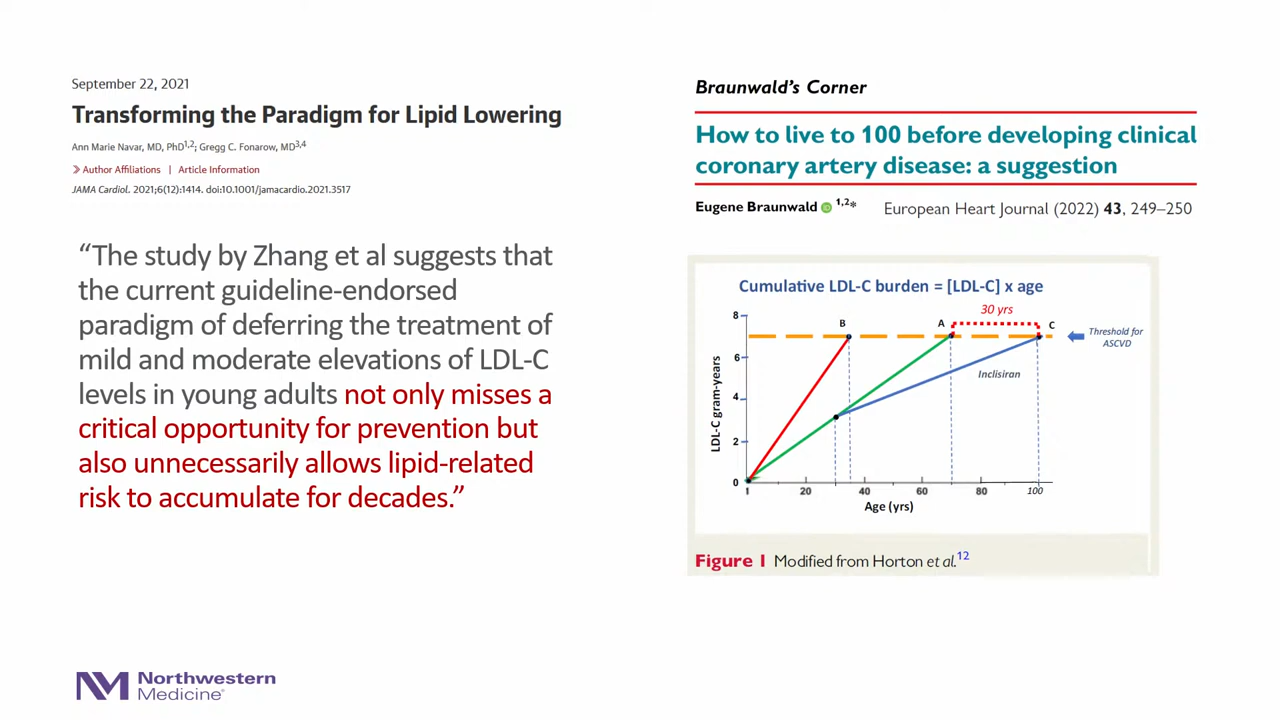 September 22, 2021
Transforming the Paradigm for Lipid Lowering
Ann Marie Navar, MD, PhD1,2; Gregg C. Fonarow, MD3,4
» Author Affiliations | Article Information
JAMA Cardiol. 2021;6(12):1414. doi:10.1001/jamacardio.2021.3517
“The study by Zhang et al suggests that
the current guideline-endorsed
paradigm of deferring the treatment of
mild and moderate elevations of LDL-C
levels in young adults not only misses a
critical opportunity for prevention but
also unnecessarily allows lipid-related
risk to accumulate for decades.”
Braunwald’s Corner
How to live to 100 before developing clinical
coronary artery disease: a suggestion
Eugene Braunwald iD 1,2*
European Heart Journal (2022) 43, 249–250
Cumulative LDL-C burden = [LDL-C] x age
30 yrs
8
B
A
C
Threshold for
ASCVD
6
Inclisiran
4
2
0
LDL-C gram-years
1 20 40 60 80 100
Age (yrs)
Figure 1 Modified from Horton et al.12
NM Northwestern
Medicine®